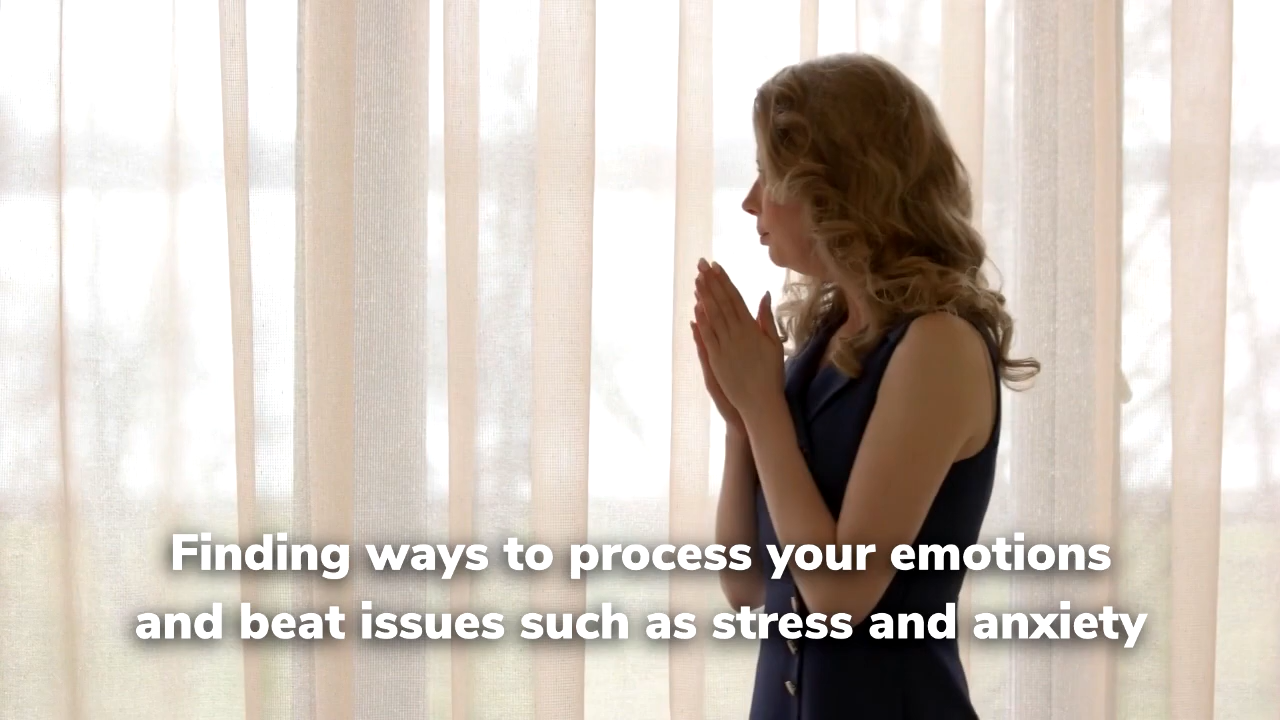 Finding ways to process your emotions
and beat issues such as stress and anxiety